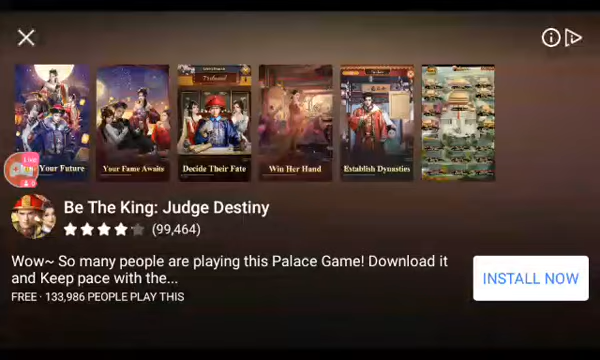 Your Future
Your Fame Awaits
Decide Their Fate
Win Her Hand
Establish Dynasties
Be The King: Judge Destiny
(99,464)
Wow~ So many people are playing this Palace Game! Download it
and Keep pace with the...
FREE · 133,986 PEOPLE PLAY THIS
INSTALL NOW